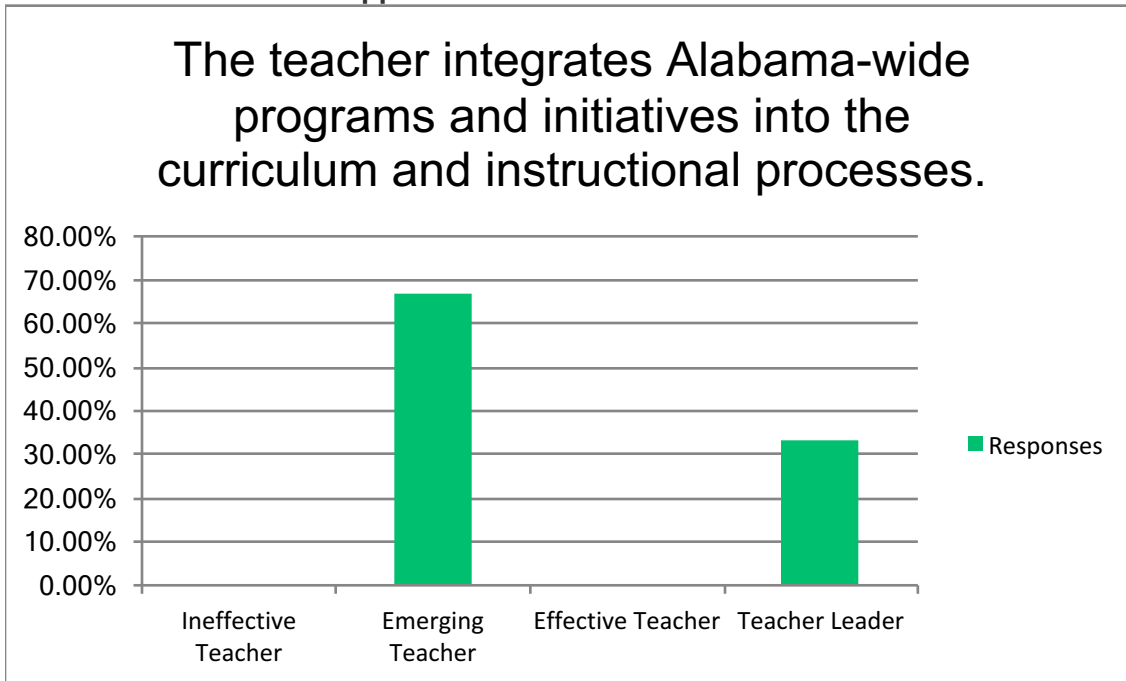 The teacher integrates Alabama-wide
programs and initiatives into the
curriculum and instructional processes.
80.00%
70.00%
60.00%
50.00%
40.00%
30.00%
20.00%
10.00%
0.00%
Ineffective
Teacher
Emerging
Teacher
Effective Teacher
Teacher Leader
Responses